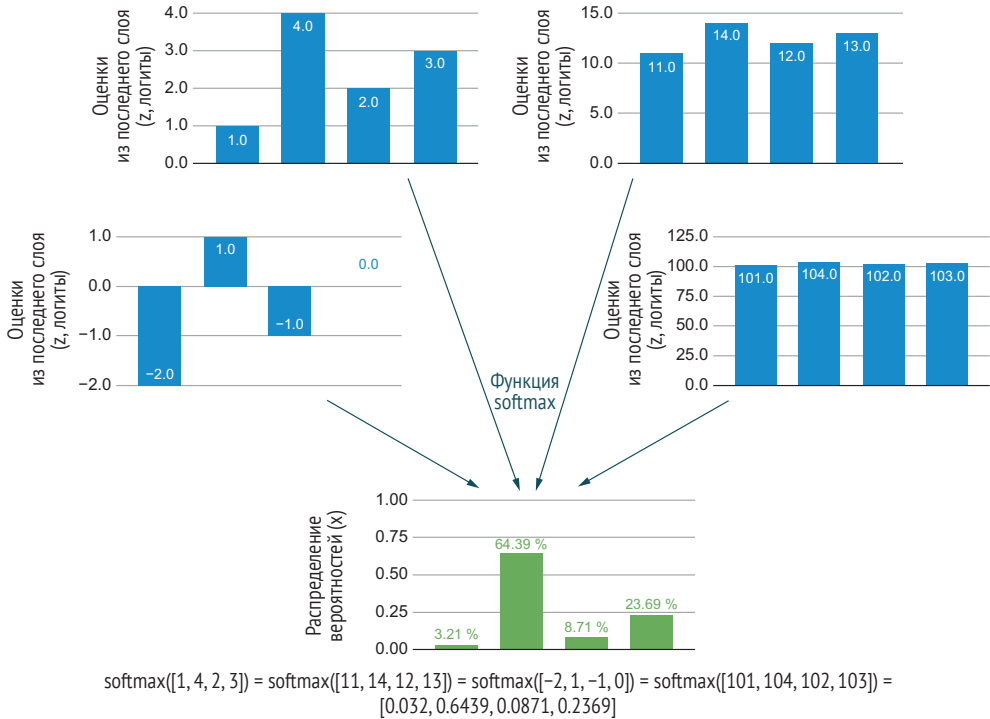 Оценки
из последнего слоя
(z, логиты)
4.0
3.0
2.0
1.0
0.0
1.0
4.0
2.0
3.0
Оценки
из последнего слоя
(z, логиты)
15.0
10.0
5.0
0.0
11.0
14.0
12.0
13.0
Оценки
из последнего слоя
(z, логиты)
1.0
0.0
−1.0
−2.0
−2.0
1.0
−1.0
0.0
Оценки
из последнего слоя
(z, логиты)
125.0
100.0
75.0
50.0
25.0
0.0
101.0
104.0
102.0
103.0
Функция
softmax
Распределение
вероятностей (x)
1.00
0.75
0.50
0.25
0.00
3.21 %
64.39 %
8.71 %
23.69 %
softmax([1, 4, 2, 3]) = softmax([11, 14, 12, 13]) = softmax([−2, 1, −1, 0]) = softmax([101, 104, 102, 103]) =
[0.032, 0.6439, 0.0871, 0.2369]